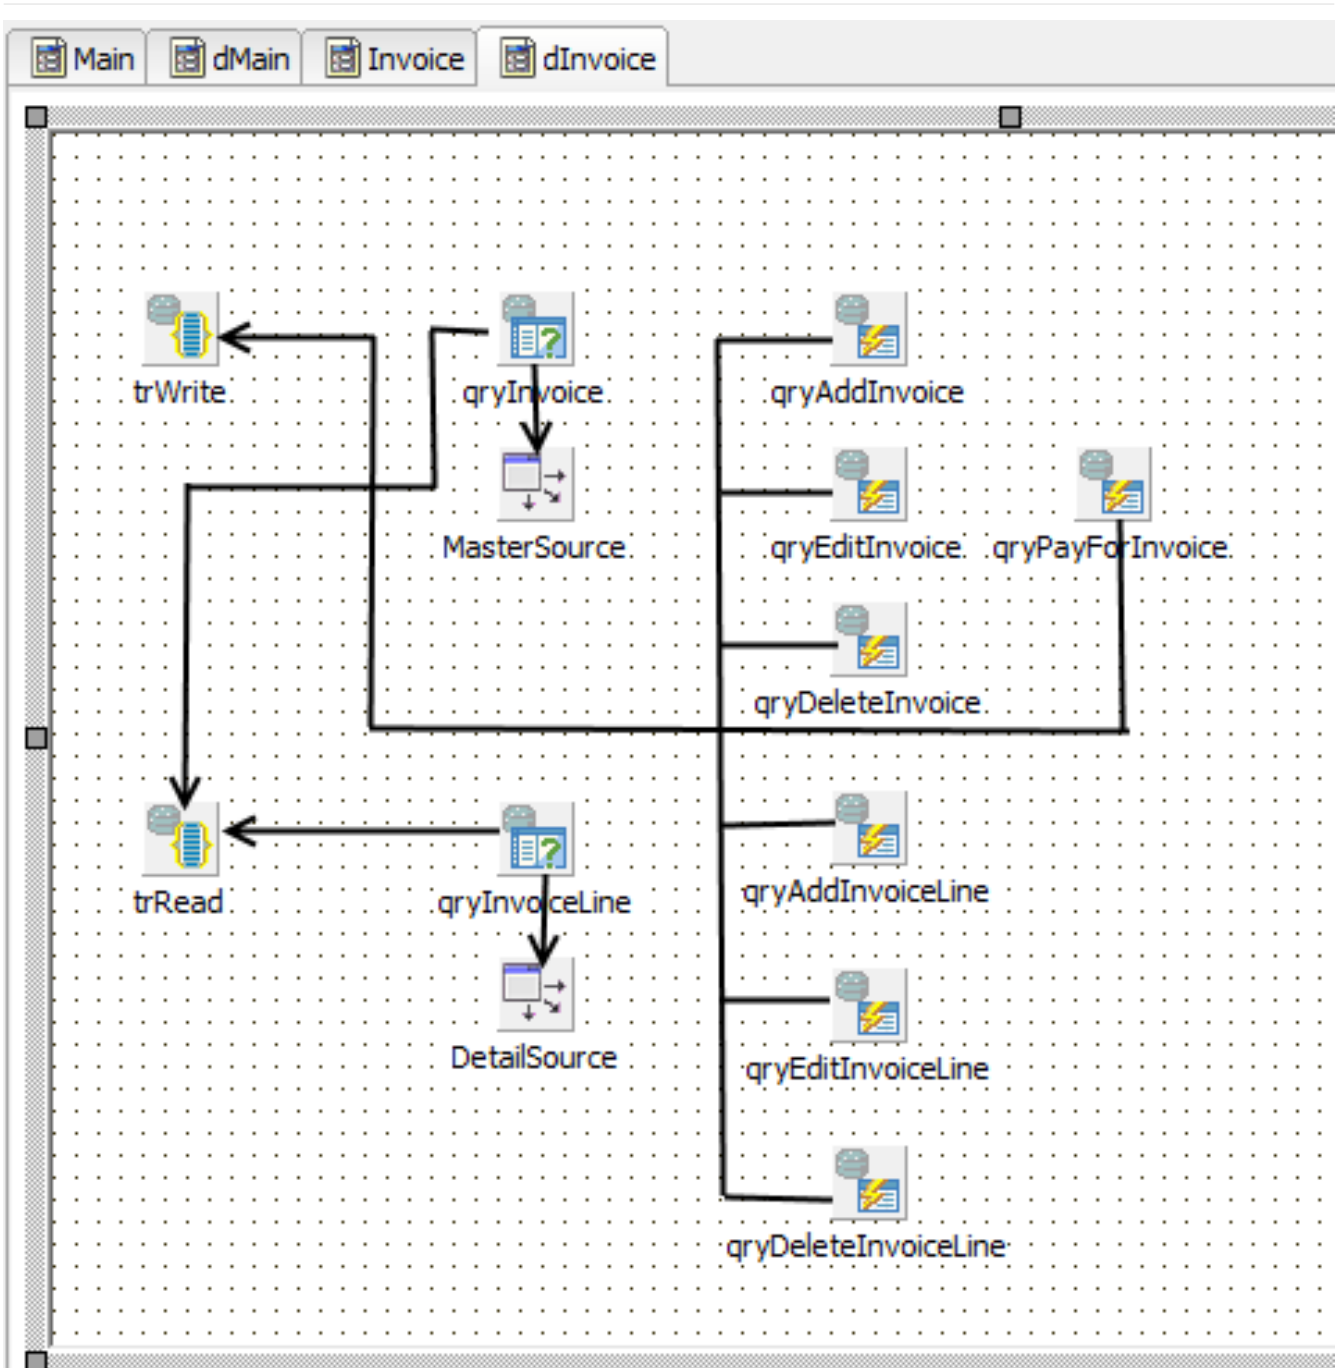 Main dMain Invoice dInvoice
trWrite qryInvoice qryAddInvoice
MasterSource qryEditInvoice qryPayForInvoice
qryDeleteInvoice
trRead qryInvoiceLine qryAddInvoiceLine
DetailSource qryEditInvoiceLine
qryDeleteInvoiceLine